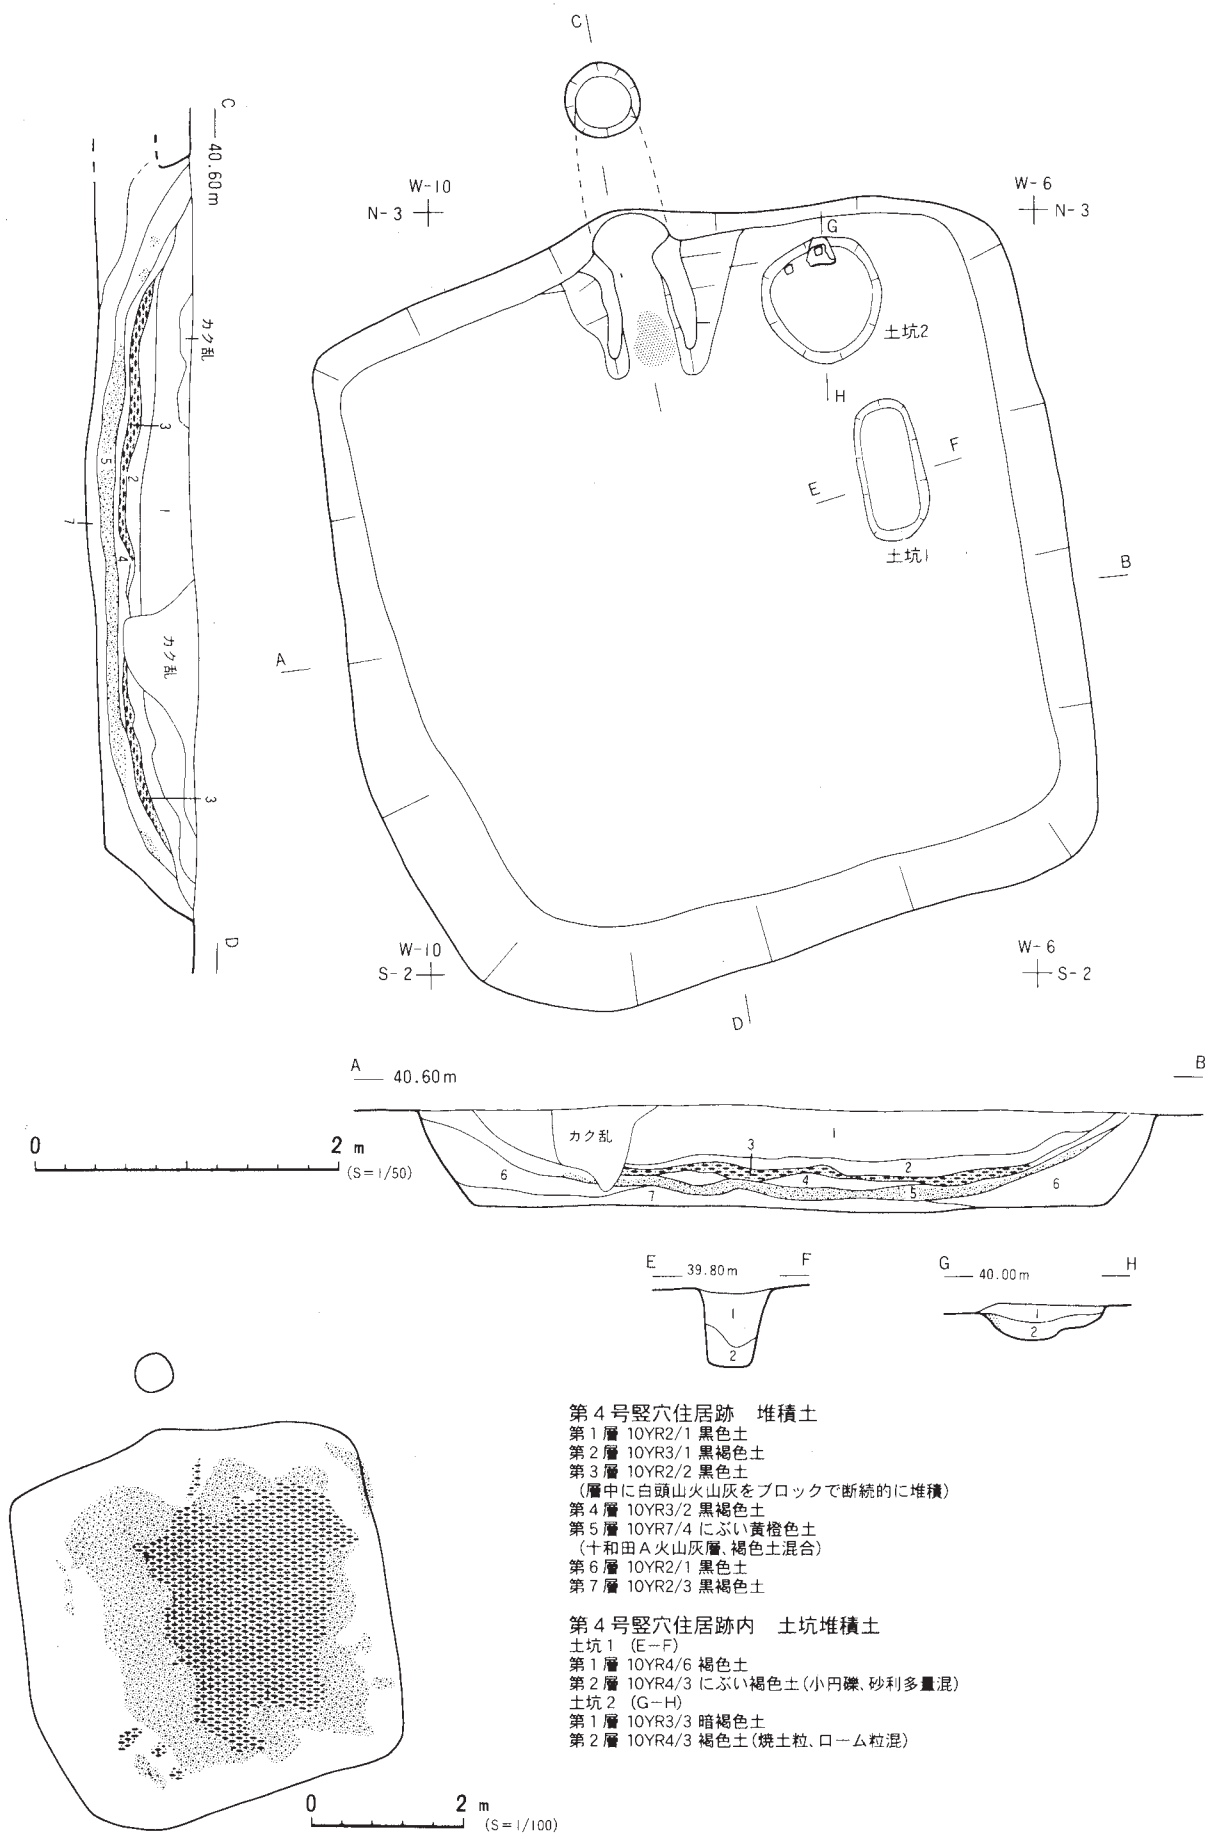 C
C
40.60m
カク乱
3
5
2
1
7
4
カク乱
3
D
W-10
N-3
W-6
N-3
G
土坑2
H
F
E
土坑1
B
A
W-10
S-2
W-6
S-2
D
A
40.60m
B
0 2 m
(S=1/50)
カク乱
1
3
2
6
4
7
5
6
E
39.80m
F
1
2
G
40.00m
H
1
2
第4号竪穴住居跡 堆積土
第1層 10YR2/1 黒色土
第2層 10YR3/1 黒褐色土
第3層 10YR2/2 黒色土
(層中に白頭山火山灰をブロックで断続的に堆積)
第4層 10YR3/2 黒褐色土
第5層 10YR7/4 にぶい黄橙色土
(十和田A火山灰層、褐色土混合)
第6層 10YR2/1 黒色土
第7層 10YR2/3 黒褐色土
第4号竪穴住居跡内 土坑堆積土
土坑1 (E-F)
第1層 10YR4/6 褐色土
第2層 10YR4/3 にぶい褐色土(小円礫、砂利多量混)
土坑2 (G-H)
第1層 10YR3/3 暗褐色土
第2層 10YR4/3 褐色土(焼土粒、ローム粒混)
0 2 m
(S=1/100)